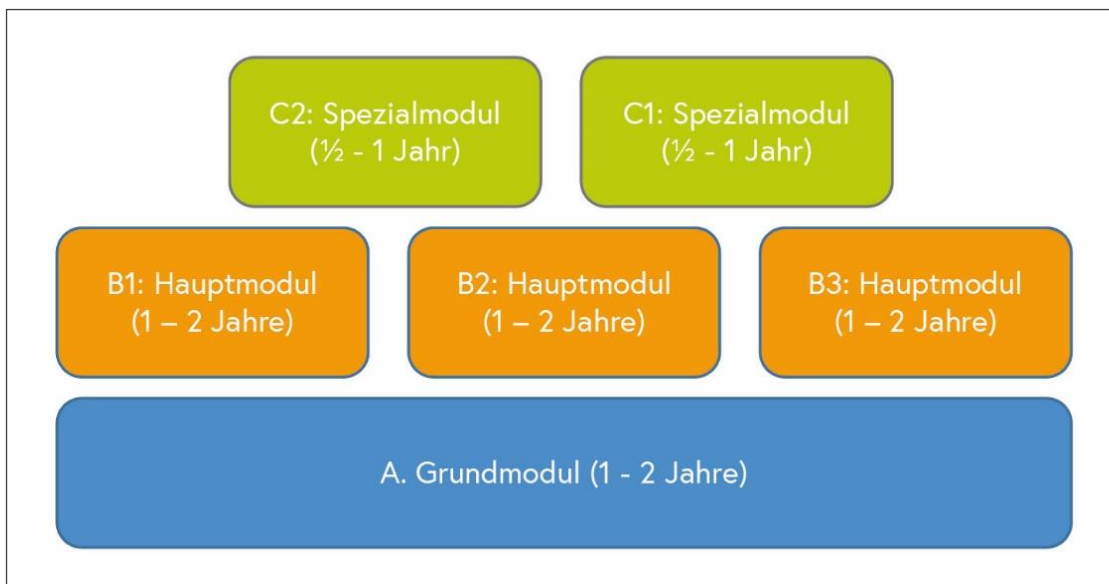 C2: Spezialmodul
(½ - 1 Jahr)
C1: Spezialmodul
(½ - 1 Jahr)
B1: Hauptmodul
(1 – 2 Jahre)
B2: Hauptmodul
(1 – 2 Jahre)
B3: Hauptmodul
(1 – 2 Jahre)
A. Grundmodul (1 - 2 Jahre)